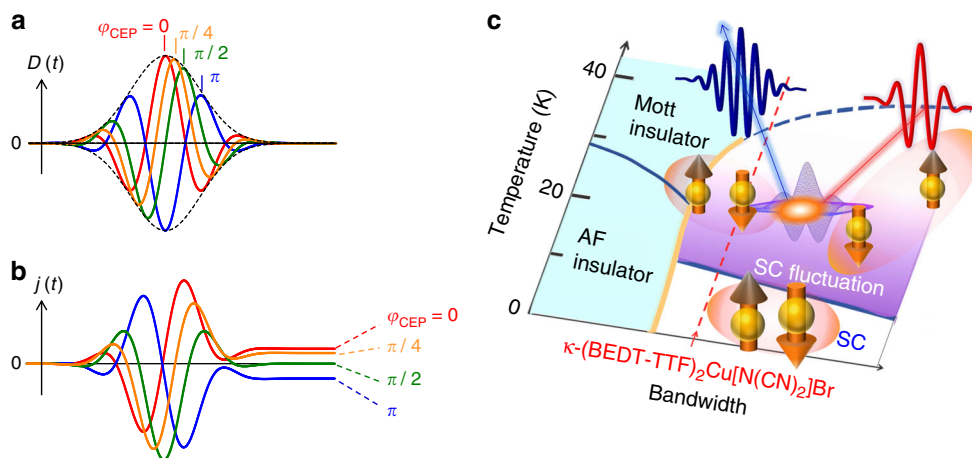 a
φCEP = 0
π / 4
π / 2
π
D (t)
0
b
j (t)
0
φCEP = 0
π / 4
π / 2
π
c
Temperature (K)
40
20
0
Mott
insulator
AF
insulator
SC fluctuation
SC
κ-(BEDT-TTF)₂Cu[N(CN)₂]Br
Bandwidth